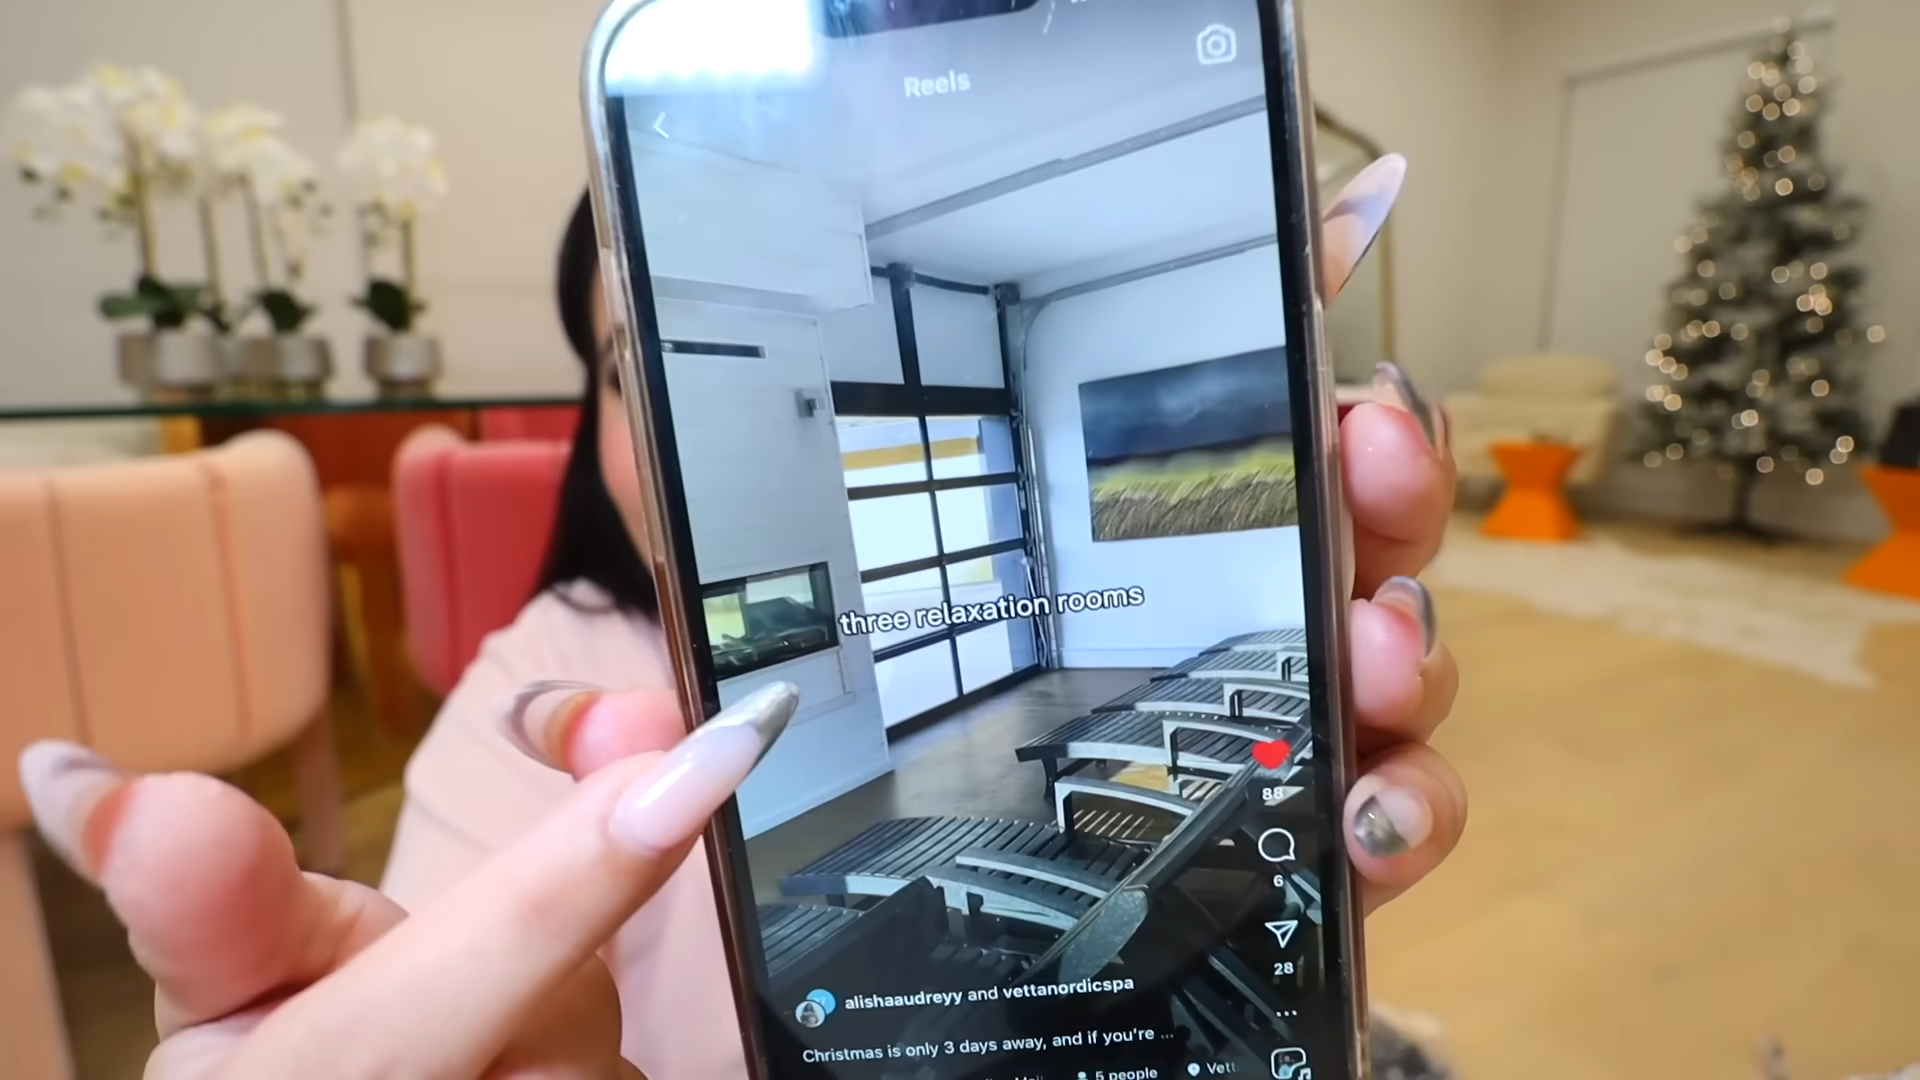 Reels
three relaxation rooms
88
6
28
alishaaudreyy and vettanordicspa
Christmas is only 3 days away, and if you're ...
5 people
Vett